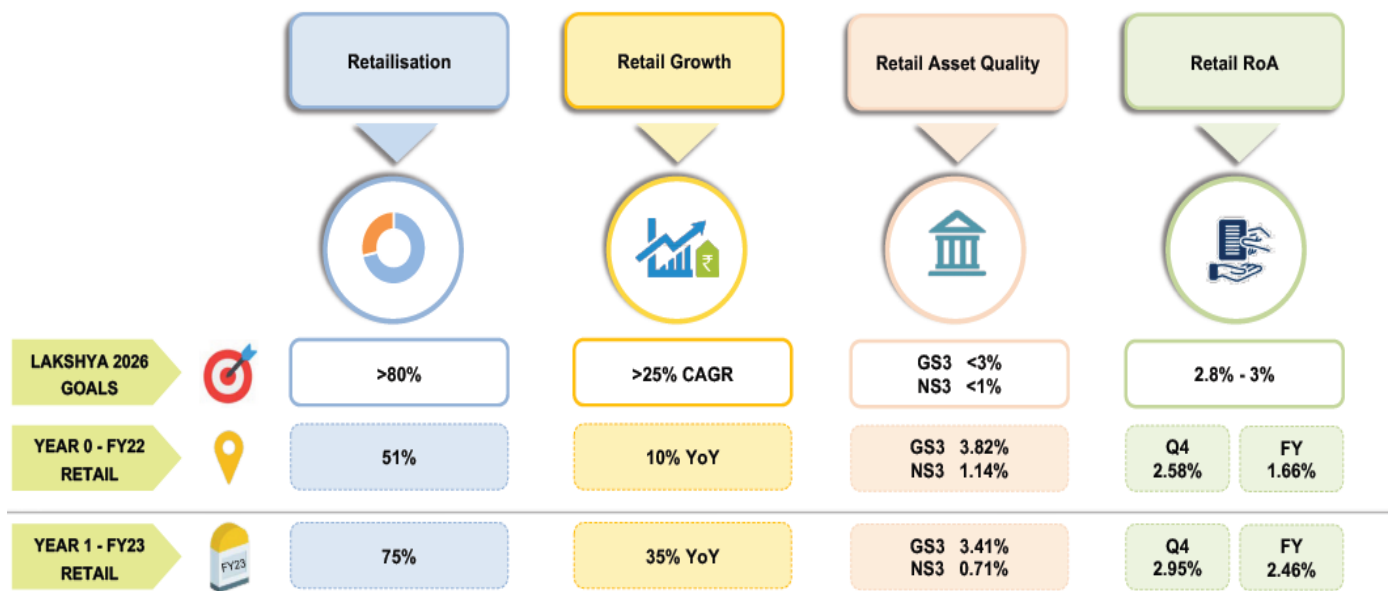 Retailisation
Retail Growth
Retail Asset Quality
Retail RoA
₹
LAKSHYA 2026
GOALS
>80%
>25% CAGR
GS3 <3%
NS3 <1%
2.8% - 3%
YEAR 0 - FY22
RETAIL
51%
10% YoY
GS3 3.82%
NS3 1.14%
Q4
2.58%
FY
1.66%
YEAR 1 - FY23
RETAIL
FY23
75%
35% YoY
GS3 3.41%
NS3 0.71%
Q4
2.95%
FY
2.46%